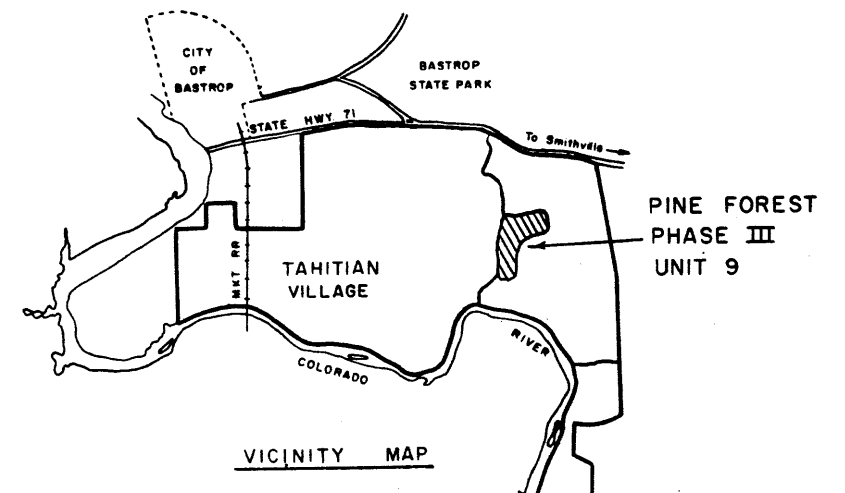 CITY
OF
BASTROP
BASTROP
STATE PARK
STATE HWY. 71
To Smithville
PINE FOREST
PHASE III
UNIT 9
MKT RR
TAHITIAN
VILLAGE
COLORADO
RIVER
VICINITY MAP